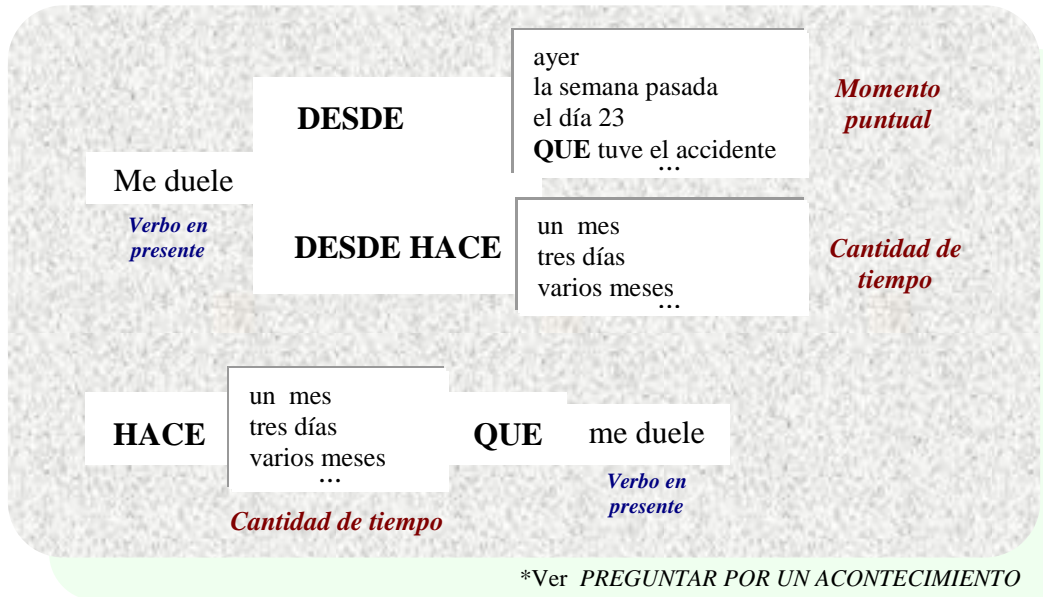 ayer
la semana pasada
el día 23
QUE tuve el accidente
...
Momento
puntual
DESDE
Me duele
Verbo en
presente
DESDE HACE
un mes
tres días
varios meses
...
Cantidad de
tiempo
HACE
un mes
tres días
varios meses
...
QUE
me duele
Verbo en
presente
Cantidad de tiempo
*Ver PREGUNTAR POR UN ACONTECIMIENTO